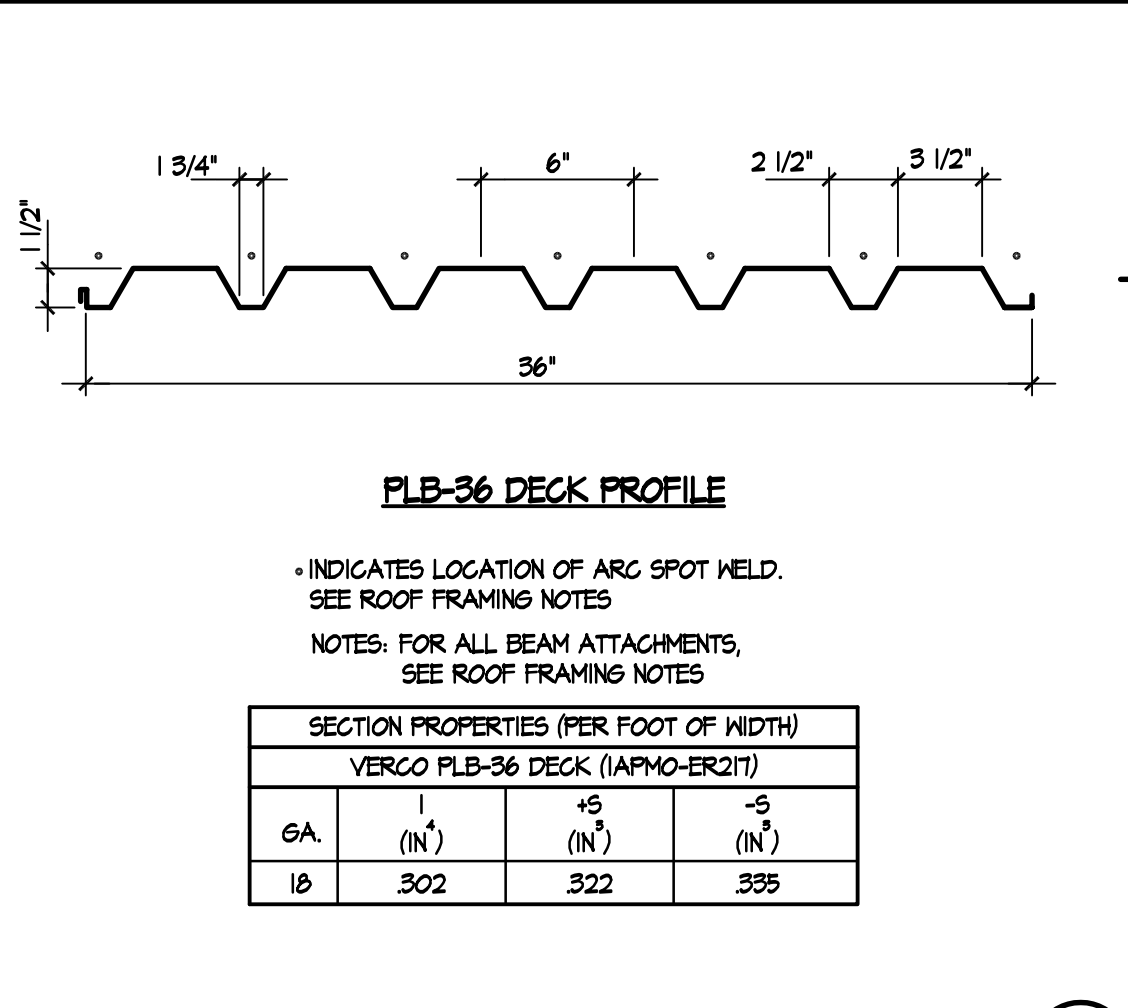 1 3/4"
6"
2 1/2"
3 1/2"
1 1/2"
36"
PLB-36 DECK PROFILE
INDICATES LOCATION OF ARC SPOT WELD.
SEE ROOF FRAMING NOTES
NOTES: FOR ALL BEAM ATTACHMENTS,
SEE ROOF FRAMING NOTES
SECTION PROPERTIES (PER FOOT OF WIDTH)
VERCO PLB-36 DECK (IAPMO-ER217)
GA. I (IN⁴) +S (IN³) -S (IN³)
18 .302 .322 .335